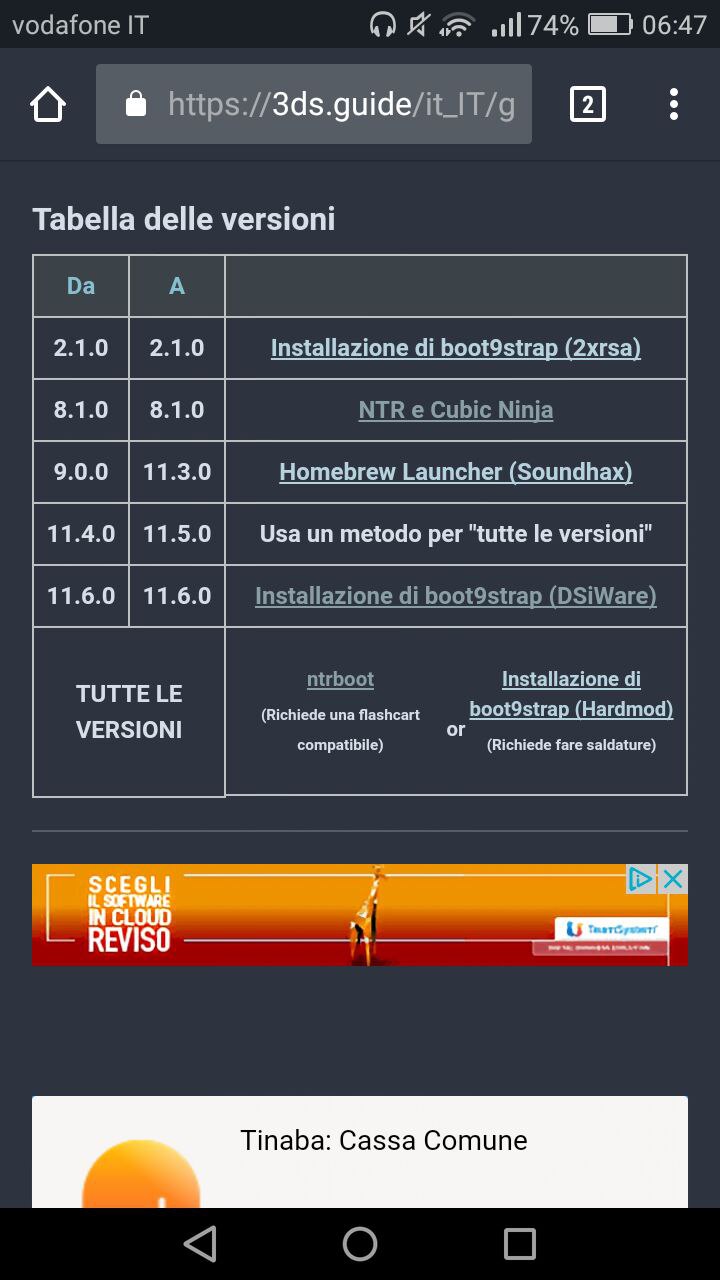 vodafone IT 74% 06:47
https://3ds.guide/it_IT/g 2
Tabella delle versioni
Da A
2.1.0 2.1.0 Installazione di boot9strap (2xrsa)
8.1.0 8.1.0 NTR e Cubic Ninja
9.0.0 11.3.0 Homebrew Launcher (Soundhax)
11.4.0 11.5.0 Usa un metodo per "tutte le versioni"
11.6.0 11.6.0 Installazione di boot9strap (DSiWare)
TUTTE LE
VERSIONI
ntrboot
(Richiede una flashcart
compatibile)
or
Installazione di
boot9strap (Hardmod)
(Richiede fare saldature)
SCEGLI
IL SOFTWARE
IN CLOUD
REVISO
TeamSystem
Tinaba: Cassa Comune